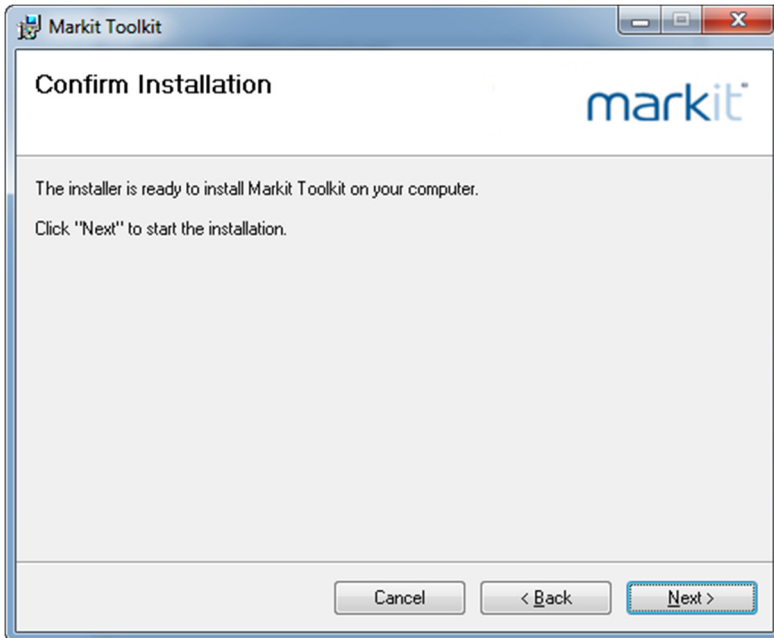 Markit Toolkit
Confirm Installation
markit
The installer is ready to install Markit Toolkit on your computer.
Click "Next" to start the installation.
Cancel
< Back
Next >